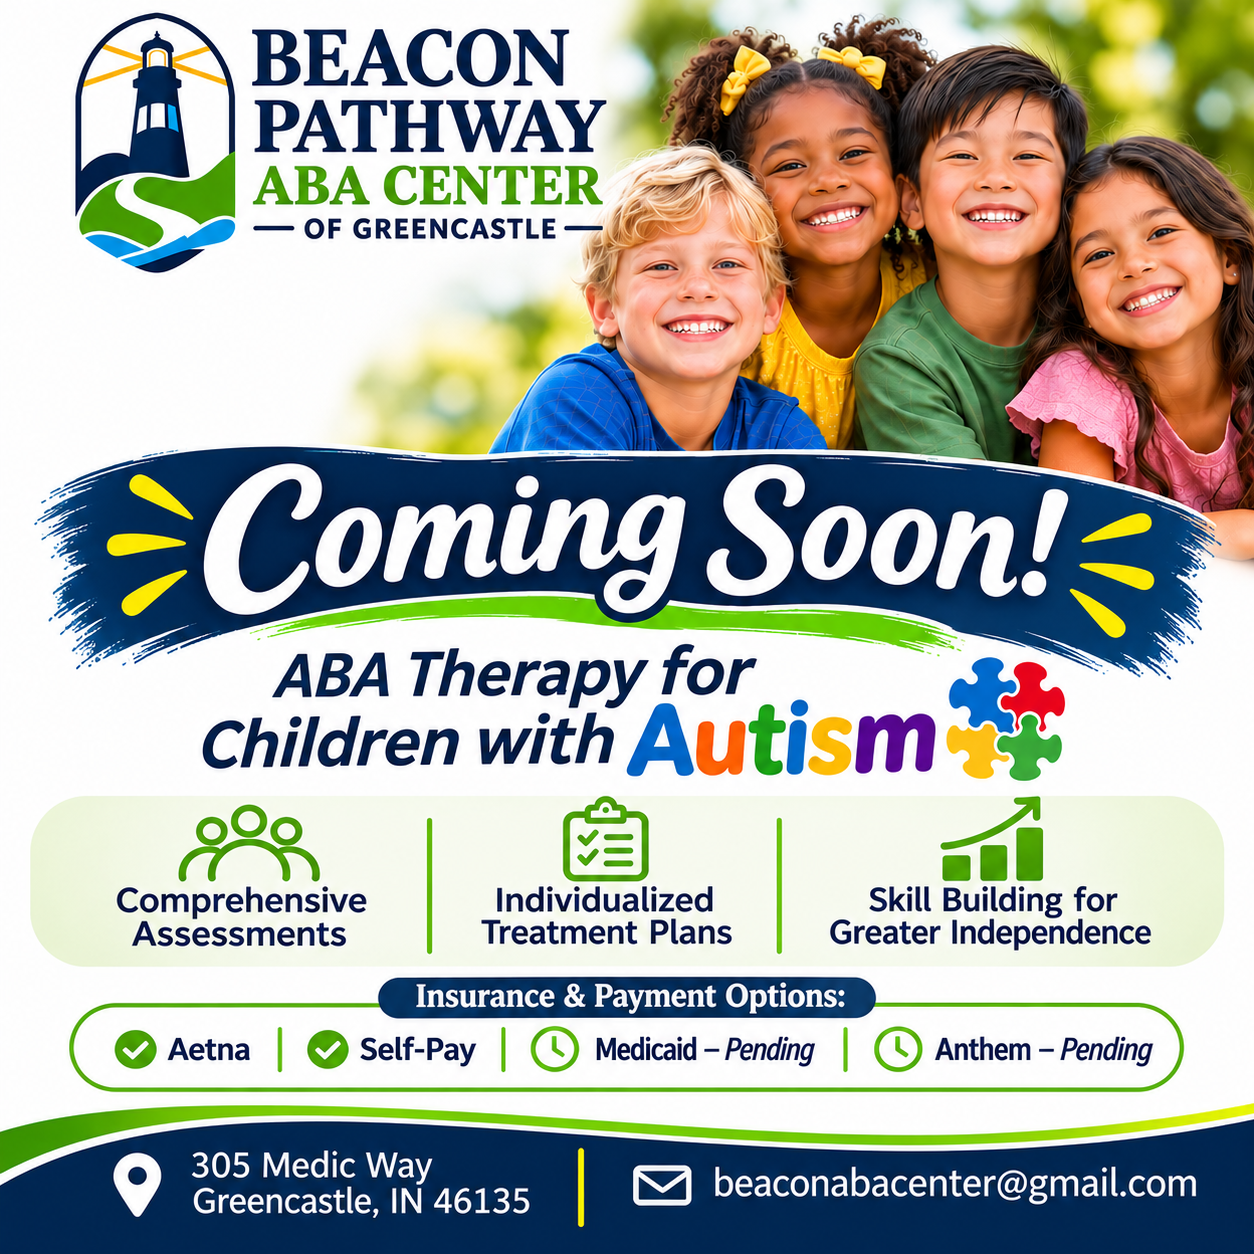 BEACON
PATHWAY
ABA CENTER
OF GREENCASTLE
Coming Soon!
ABA Therapy for
Children with Autism
Comprehensive
Assessments
Individualized
Treatment Plans
Skill Building for
Greater Independence
Insurance & Payment Options:
Aetna
Self-Pay
Medicaid – Pending
Anthem – Pending
305 Medic Way
Greencastle, IN 46135
beaconabacenter@gmail.com